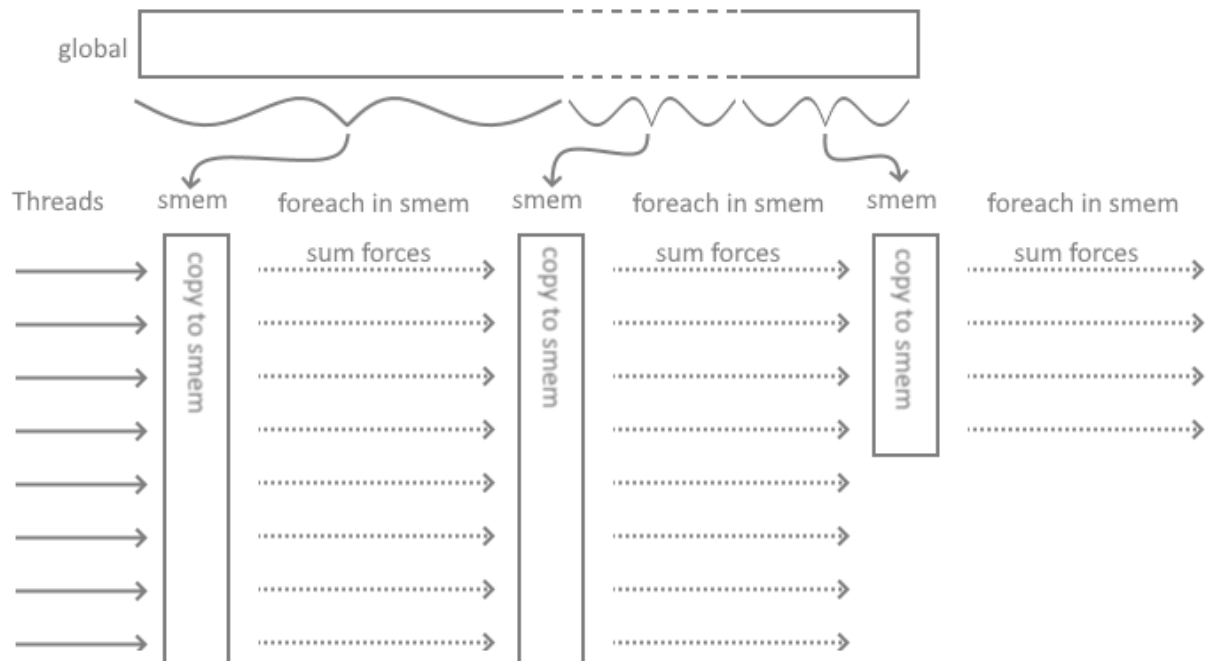 global
Threads
smem
foreach in smem
smem
foreach in smem
smem
foreach in smem
copy to smem
sum forces
copy to smem
sum forces
copy to smem
sum forces